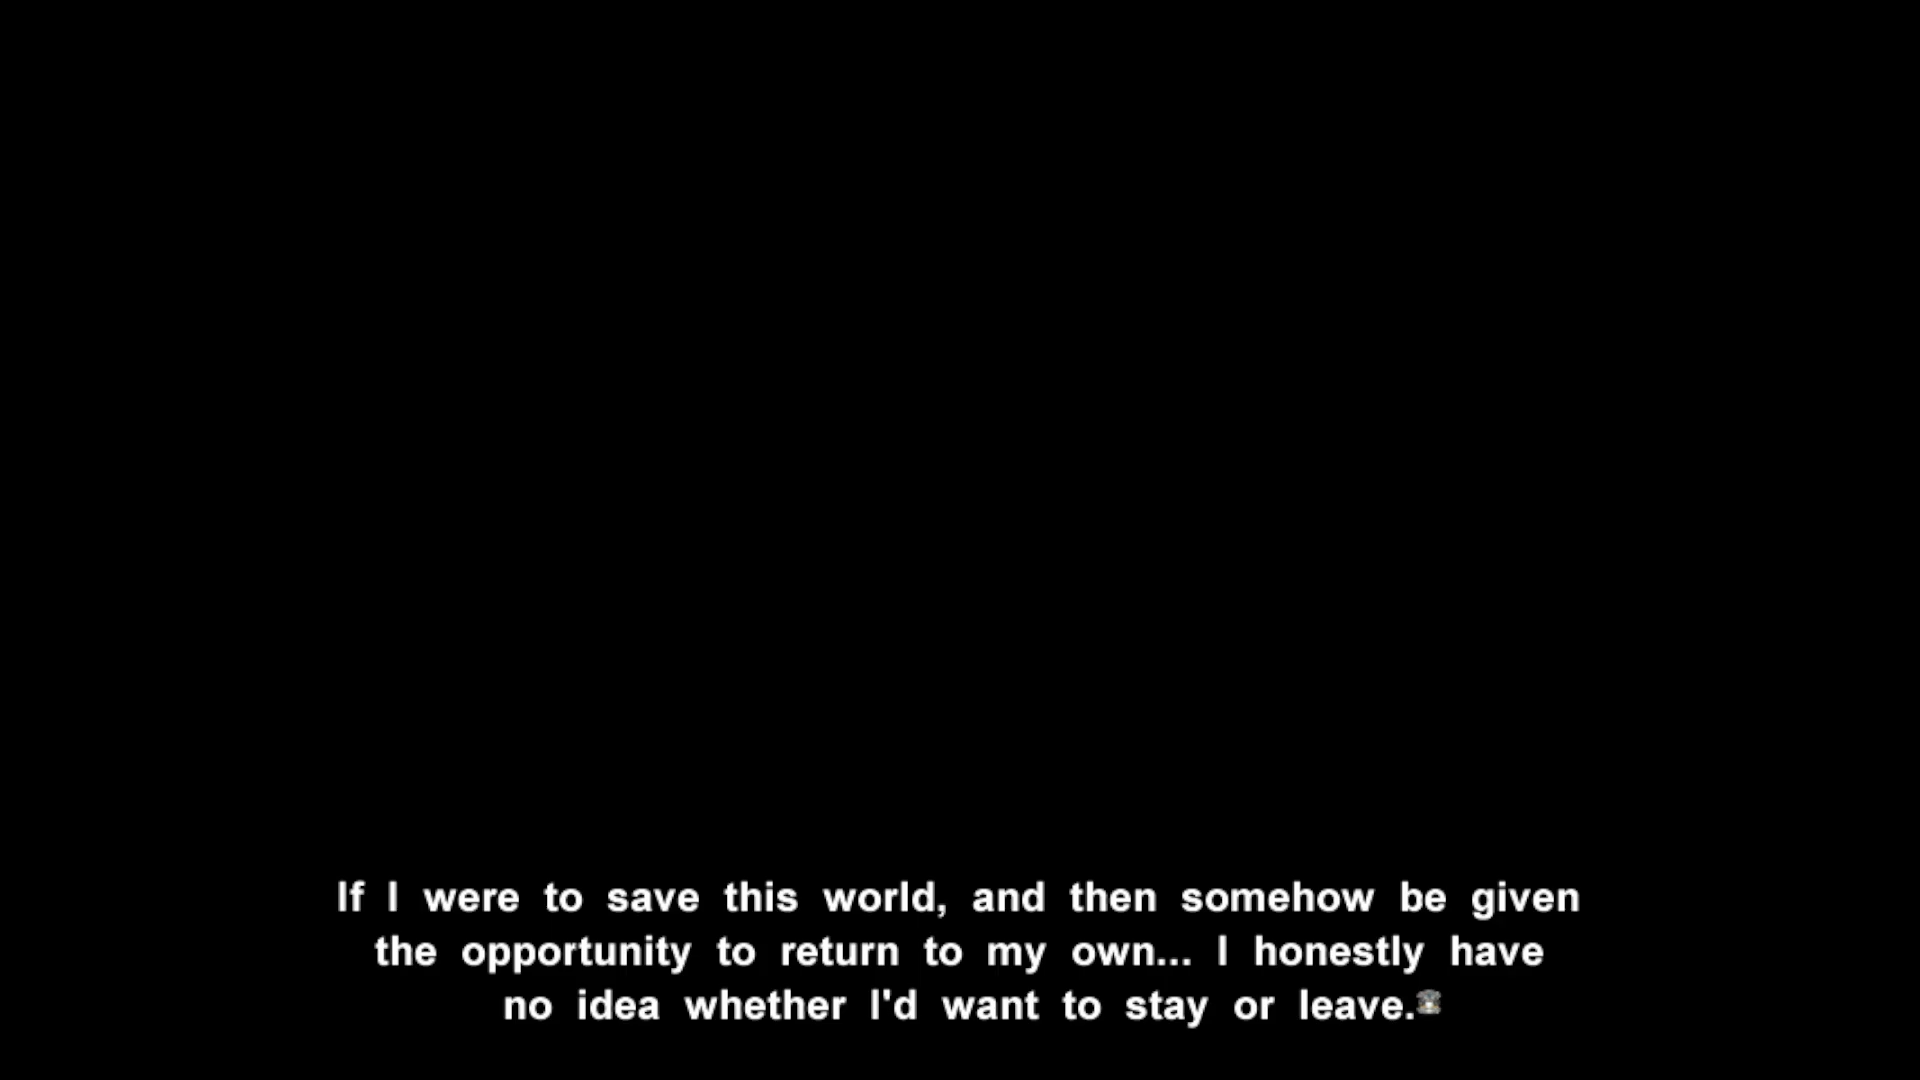 If I were to save this world, and then somehow be given
the opportunity to return to my own... I honestly have
no idea whether I'd want to stay or leave.